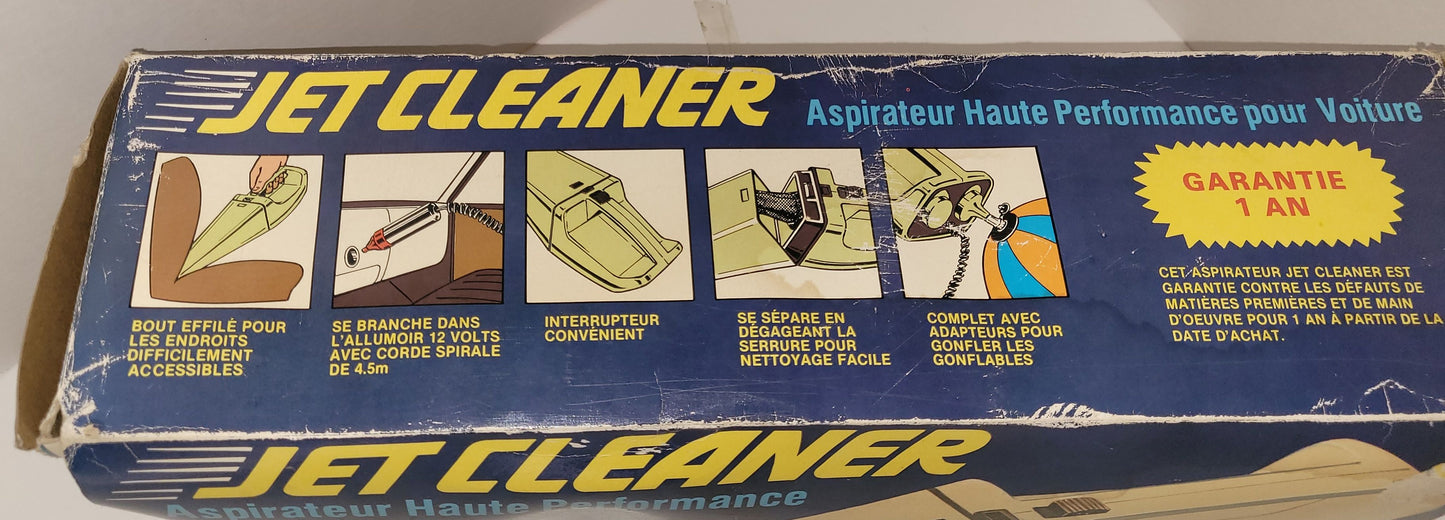 JET CLEANER
Aspirateur Haute Performance pour Voiture
BOUT EFFILÉ POUR
LES ENDROITS
DIFFICILEMENT
ACCESSIBLES
SE BRANCHE DANS
L'ALLUMOIR 12 VOLTS
AVEC CORDE SPIRALE
DE 4.5m
INTERRUPTEUR
CONVÉNIENT
SE SÉPARE EN
DÉGAGEANT LA
SERRURE POUR
NETTOYAGE FACILE
COMPLET AVEC
ADAPTEURS POUR
GONFLER LES
GONFLABLES
GARANTIE
1 AN
CET ASPIRATEUR JET CLEANER EST
GARANTIE CONTRE LES DÉFAUTS DE
MATIÈRES PREMIÈRES ET DE MAIN
D'OEUVRE POUR 1 AN À PARTIR DE LA
DATE D'ACHAT.
JET CLEANER
Aspirateur Haute Performance